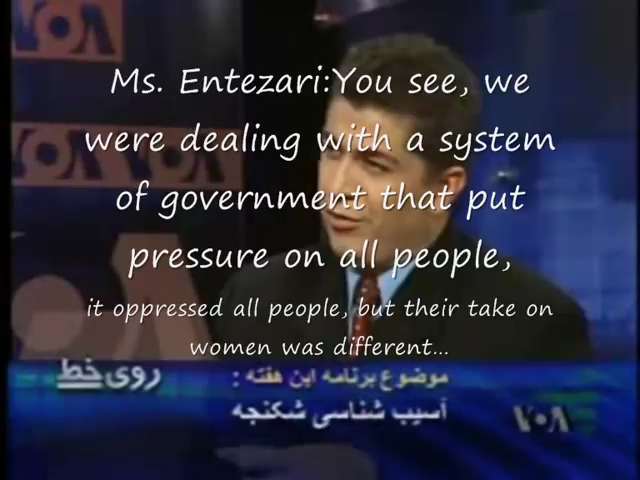 VOA
VOA VOA
Ms. Entezari:You see, we
were dealing with a system
of government that put
pressure on all people,
it oppressed all people, but their take on
women was different...
روی خط
موضوع برنامه این هفته :
آسیب شناسی شکنجه
VOA